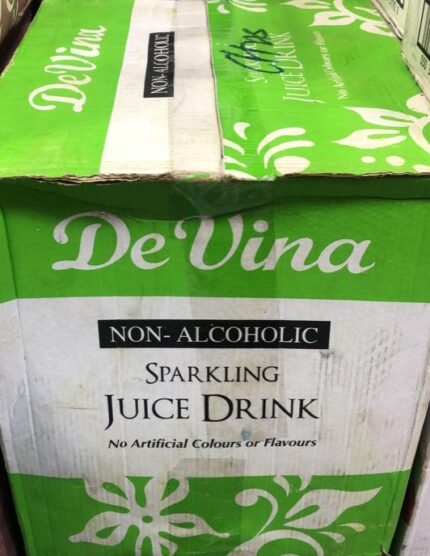 De Vina
NON-ALCOHOLIC
JUICE DRINK
No Artificial Colours or Flavours
De Vina
NON- ALCOHOLIC
SPARKLING
JUICE DRINK
No Artificial Colours or Flavours